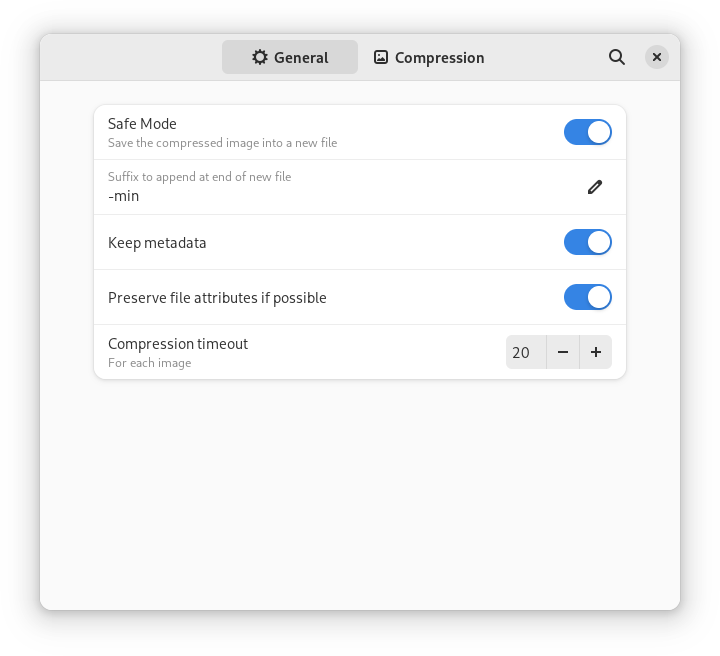 General
Compression
Safe Mode
Save the compressed image into a new file
Suffix to append at end of new file
-min
Keep metadata
Preserve file attributes if possible
Compression timeout
For each image
20